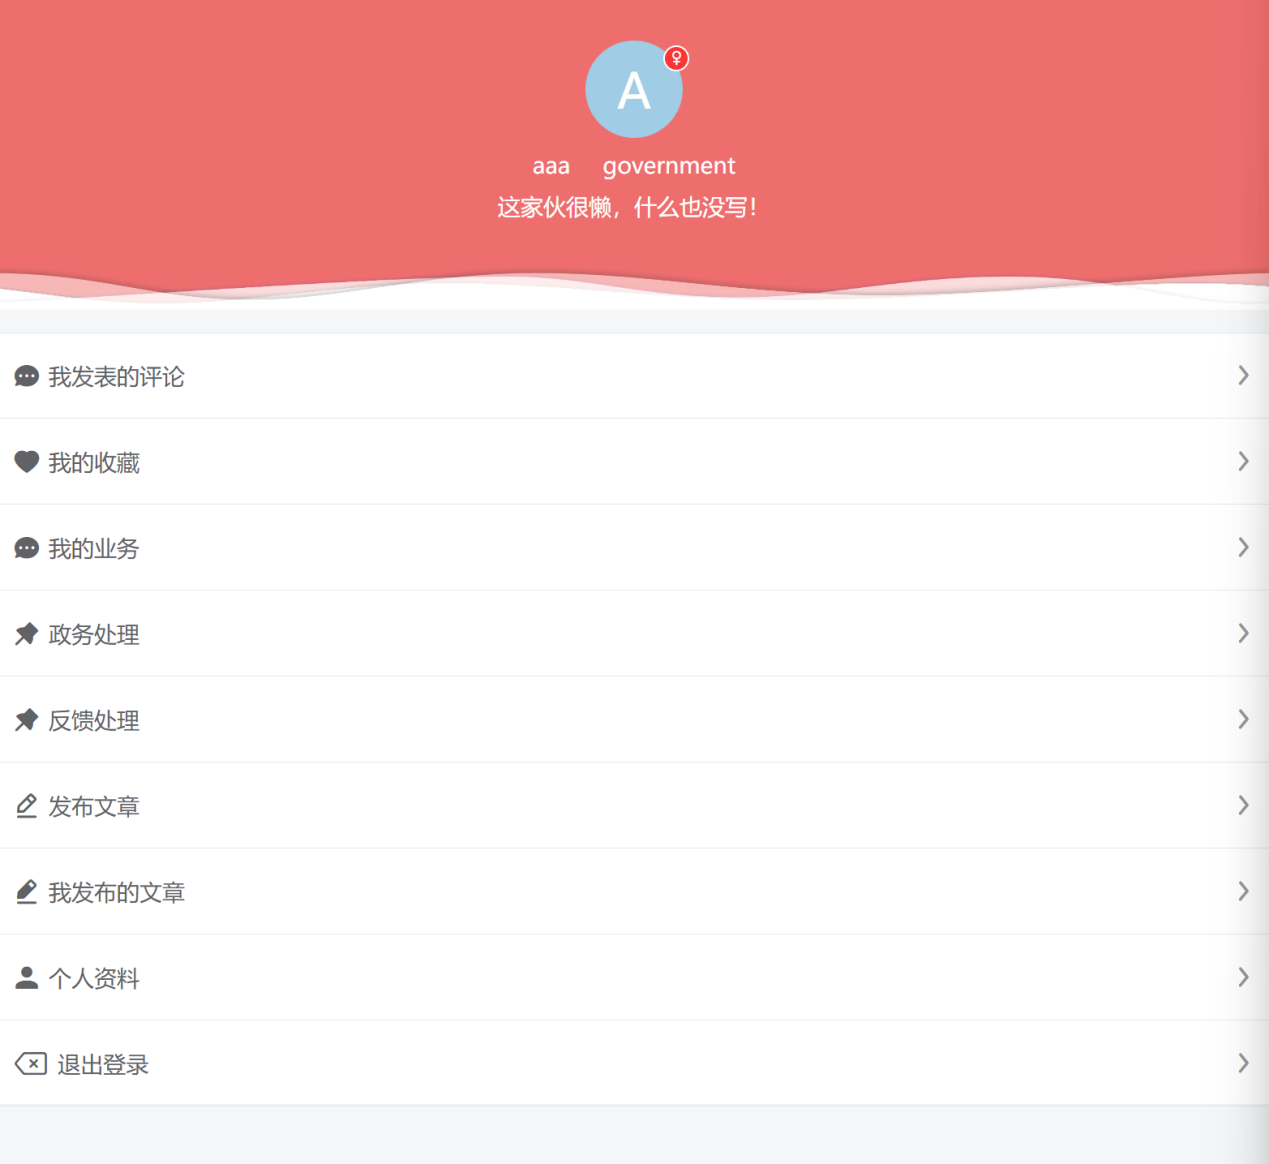 A
aaa government
这家伙很懒，什么也没写！
我发表的评论
我的收藏
我的业务
政务处理
反馈处理
发布文章
我发布的文章
个人资料
退出登录